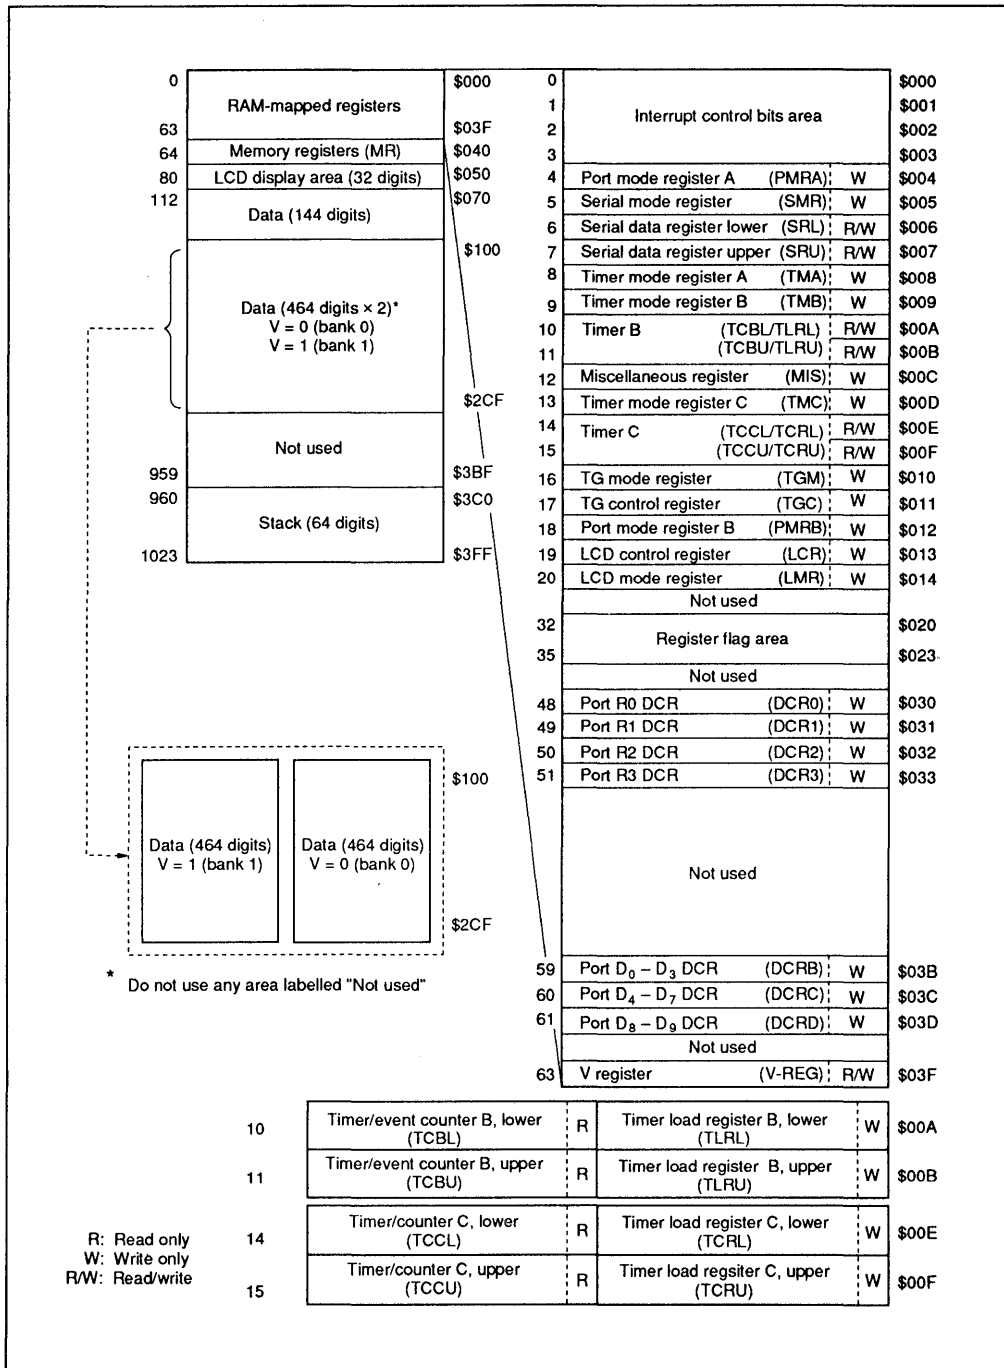 0 $000
RAM-mapped registers
63 $03F
64 Memory registers (MR) $040
80 LCD display area (32 digits) $050
112 $070
Data (144 digits)
$100
Data (464 digits × 2)*
V = 0 (bank 0)
V = 1 (bank 1)
$2CF
Not used
959 $3BF
960 $3C0
Stack (64 digits)
1023 $3FF
$100
Data (464 digits) Data (464 digits)
V = 1 (bank 1) V = 0 (bank 0)
$2CF
* Do not use any area labelled "Not used"
0 $000
1 $001
Interrupt control bits area
2 $002
3 $003
4 Port mode register A (PMRA) W $004
5 Serial mode register (SMR) W $005
6 Serial data register lower (SRL) R/W $006
7 Serial data register upper (SRU) R/W $007
8 Timer mode register A (TMA) W $008
9 Timer mode register B (TMB) W $009
10 Timer B (TCBL/TLRL) R/W $00A
11 (TCBU/TLRU) R/W $00B
12 Miscellaneous register (MIS) W $00C
13 Timer mode register C (TMC) W $00D
14 Timer C (TCCL/TCRL) R/W $00E
15 (TCCU/TCRU) R/W $00F
16 TG mode register (TGM) W $010
17 TG control register (TGC) W $011
18 Port mode register B (PMRB) W $012
19 LCD control register (LCR) W $013
20 LCD mode register (LMR) W $014
Not used
32 $020
Register flag area
35 $023
Not used
48 Port R0 DCR (DCR0) W $030
49 Port R1 DCR (DCR1) W $031
50 Port R2 DCR (DCR2) W $032
51 Port R3 DCR (DCR3) W $033
Not used
59 Port D0 – D3 DCR (DCRB) W $03B
60 Port D4 – D7 DCR (DCRC) W $03C
61 Port D8 – D9 DCR (DCRD) W $03D
Not used
63 V register (V-REG) R/W $03F
10 Timer/event counter B, lower R Timer load register B, lower W $00A
(TCBL) (TLRL)
11 Timer/event counter B, upper R Timer load register B, upper W $00B
(TCBU) (TLRU)
14 Timer/counter C, lower R Timer load register C, lower W $00E
(TCCL) (TCRL)
15 Timer/counter C, upper R Timer load regsiter C, upper W $00F
(TCCU) (TCRU)
R: Read only
W: Write only
R/W: Read/write